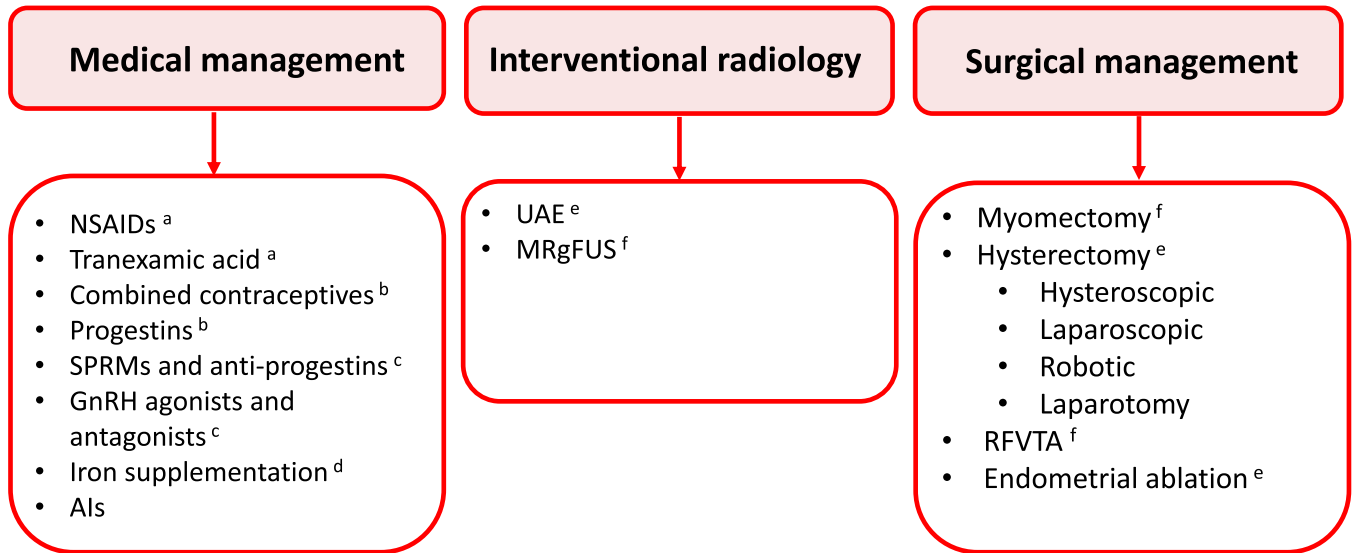 Medical management
• NSAIDs a
• Tranexamic acid a
• Combined contraceptives b
• Progestins b
• SPRMs and anti-progestins c
• GnRH agonists and
antagonists c
• Iron supplementation d
• AIs
Interventional radiology
• UAE e
• MRgFUS f
Surgical management
• Myomectomy f
• Hysterectomy e
• Hysteroscopic
• Laparoscopic
• Robotic
• Laparotomy
• RFVTA f
• Endometrial ablation e